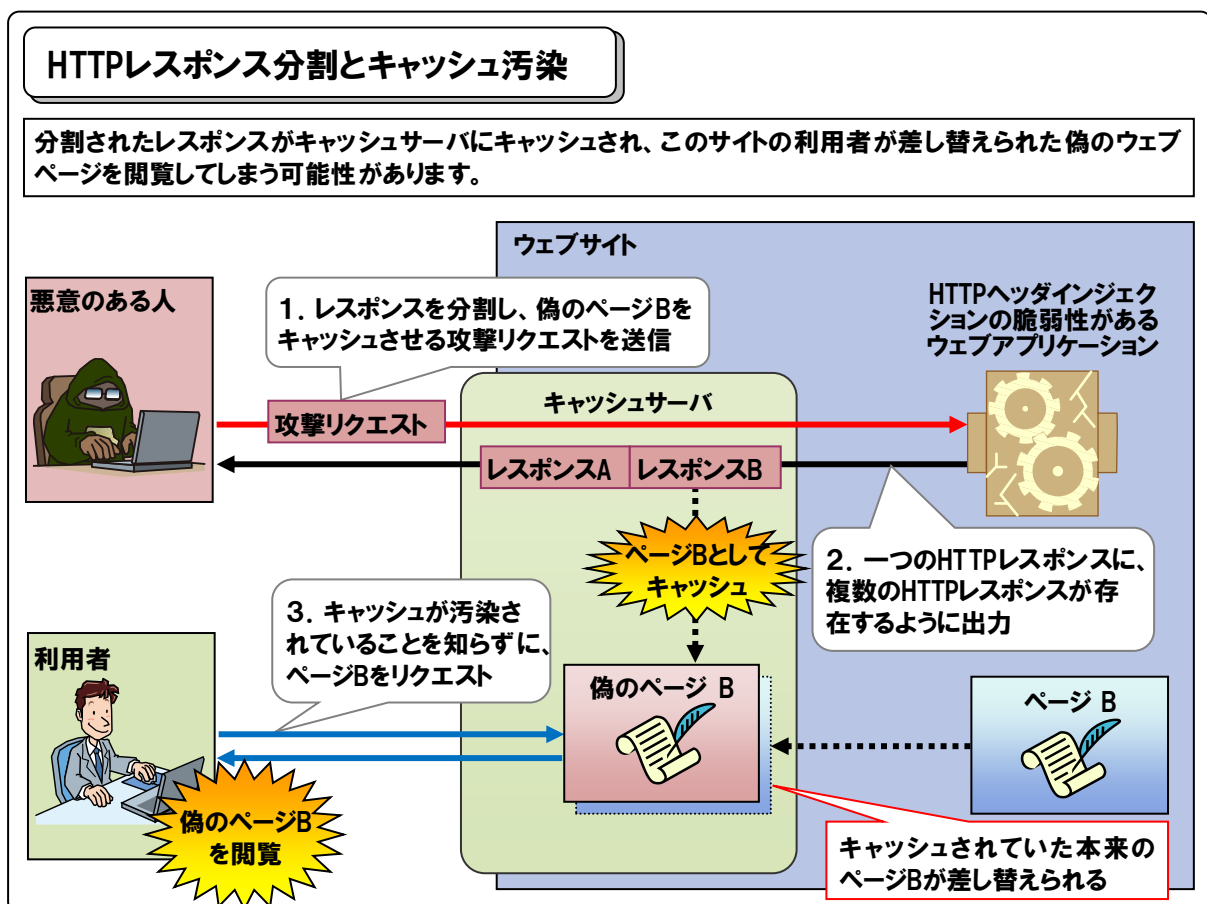 HTTPレスポンス分割とキャッシュ汚染
分割されたレスポンスがキャッシュサーバにキャッシュされ、このサイトの利用者が差し替えられた偽のウェブ
ページを閲覧してしまう可能性があります。
ウェブサイト
悪意のある人
1．レスポンスを分割し、偽のページBを
キャッシュさせる攻撃リクエストを送信
HTTPヘッダインジェク
ションの脆弱性がある
ウェブアプリケーション
キャッシュサーバ
攻撃リクエスト
レスポンスA
レスポンスB
ページBとして
キャッシュ
2．一つのHTTPレスポンスに、
複数のHTTPレスポンスが存
在するように出力
3．キャッシュが汚染さ
れていることを知らずに、
ページBをリクエスト
利用者
偽のページ B
ページ B
偽のページB
を閲覧
キャッシュされていた本来の
ページBが差し替えられる